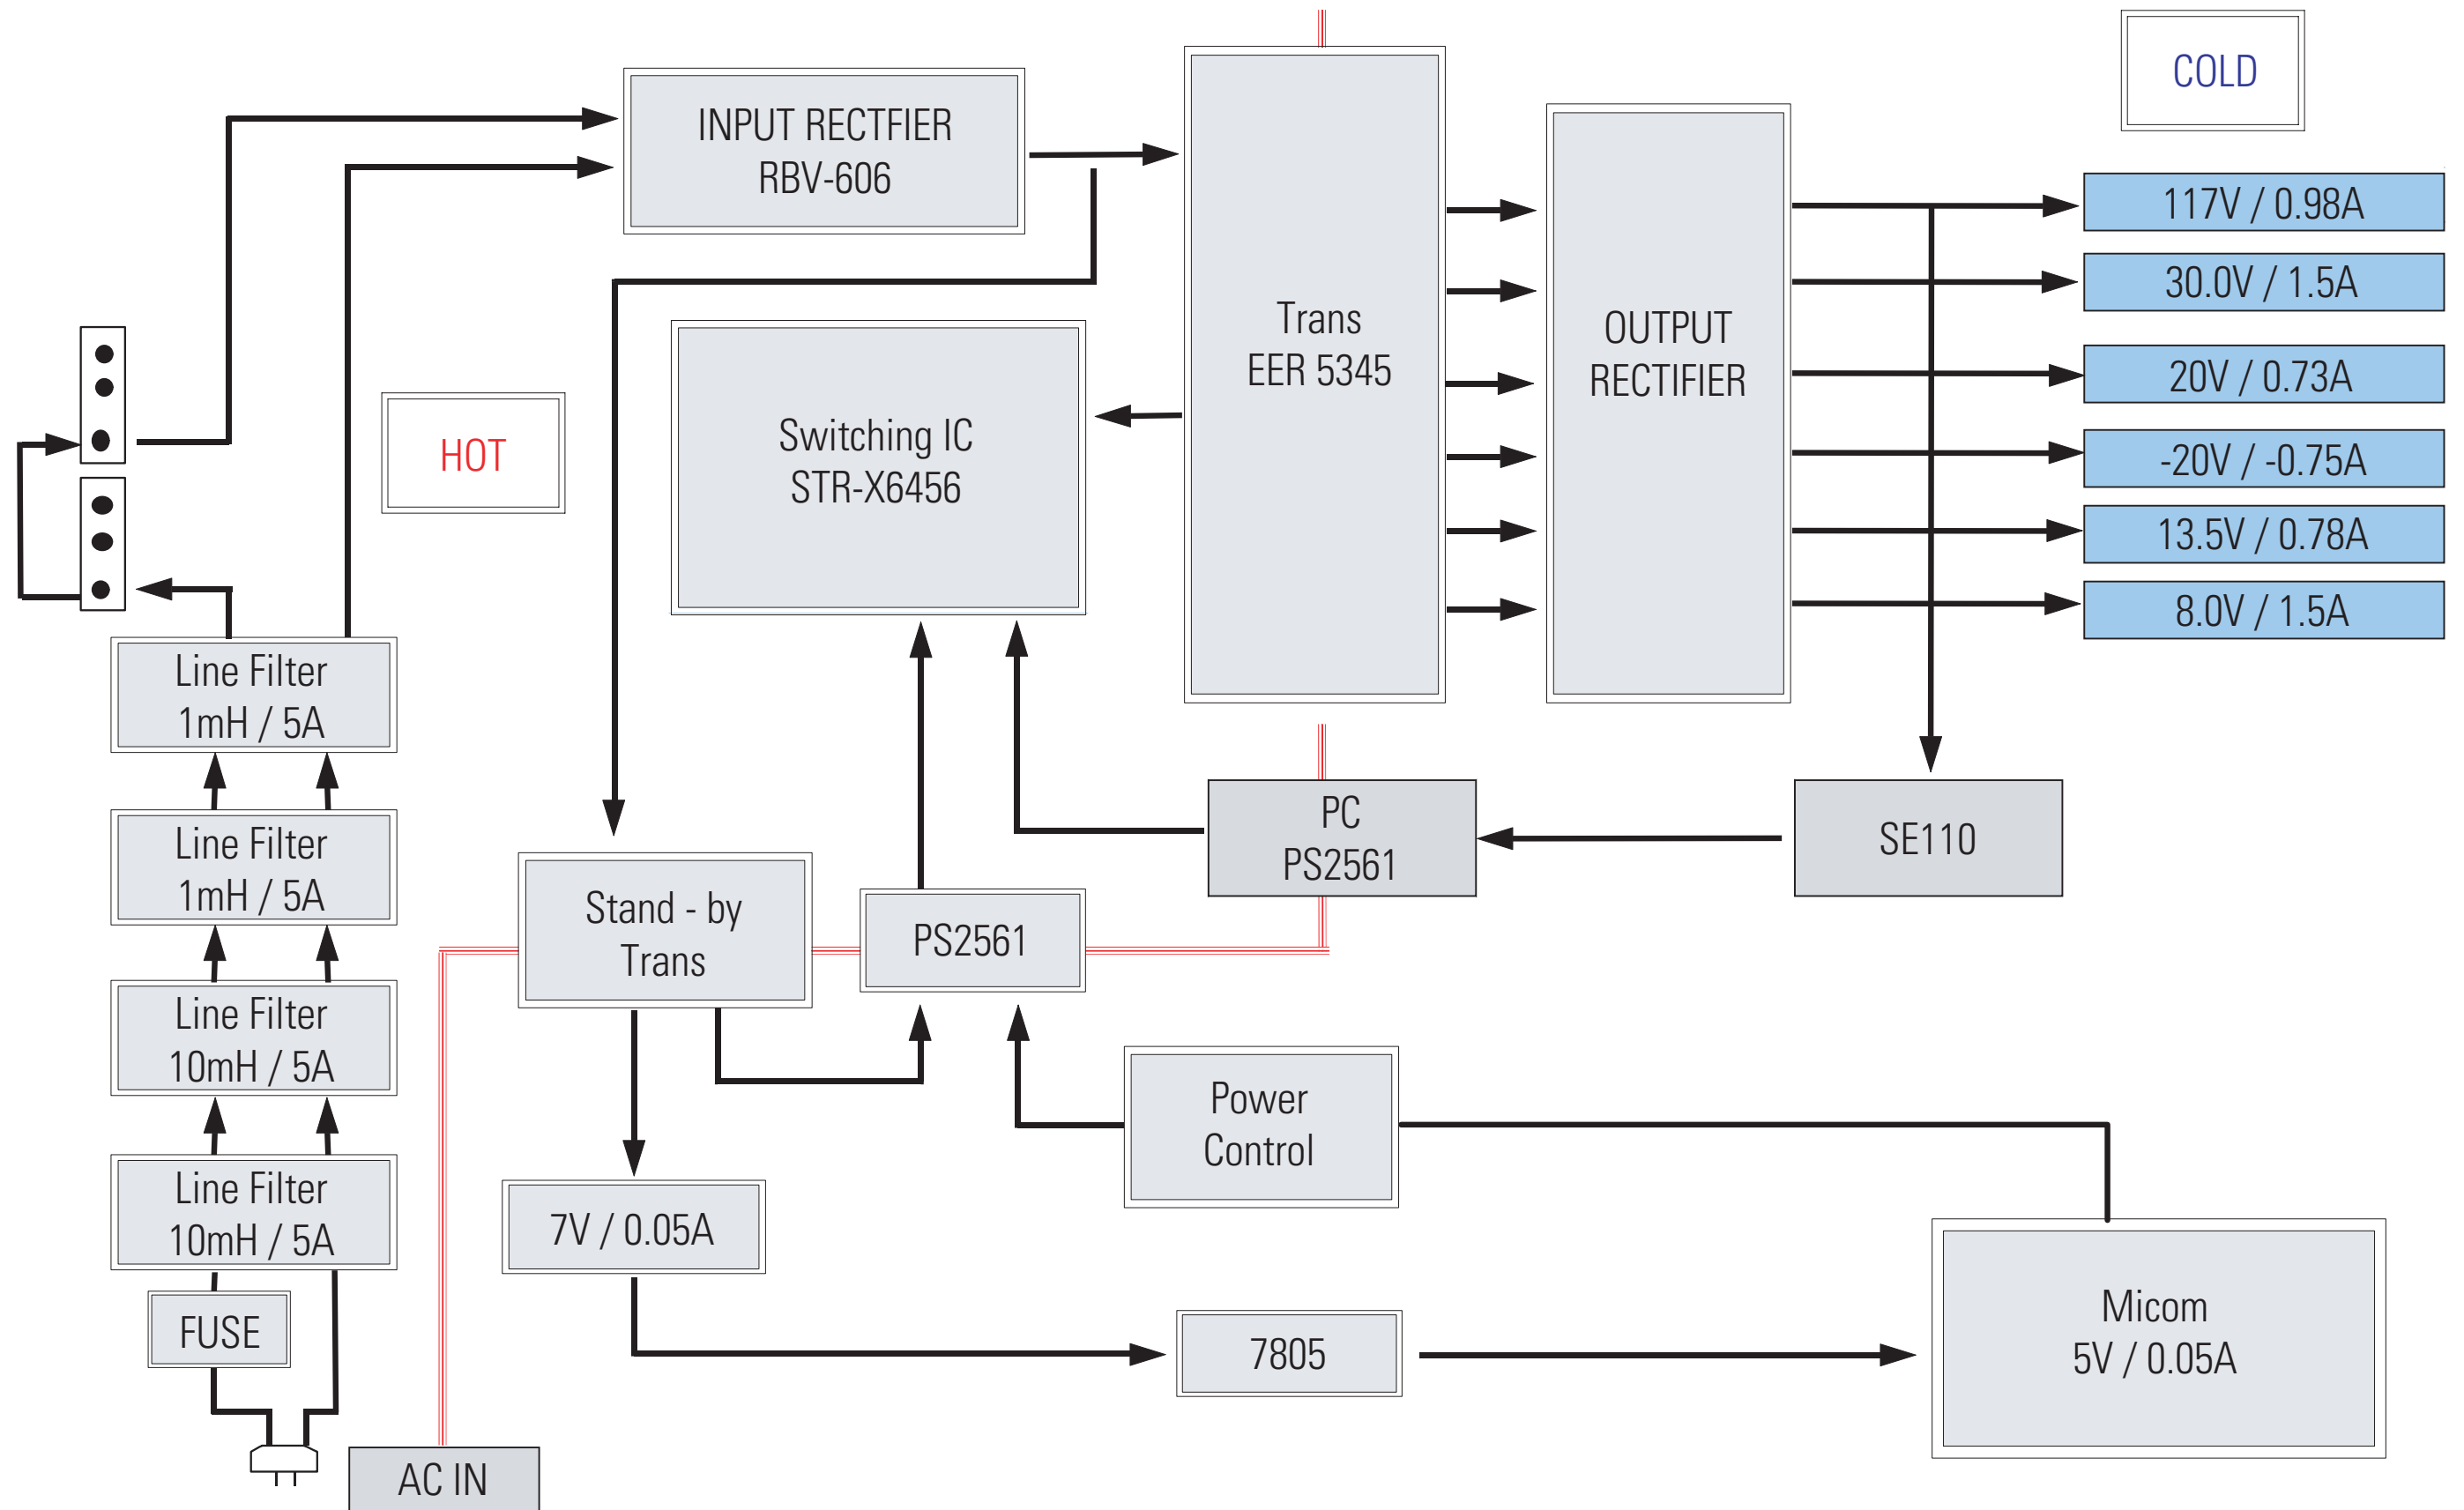 COLD
INPUT RECTFIER
RBV-606
117V / 0.98A
30.0V / 1.5A
Trans
EER 5345
OUTPUT
RECTIFIER
20V / 0.73A
HOT
Switching IC
STR-X6456
-20V / -0.75A
13.5V / 0.78A
8.0V / 1.5A
Line Filter
1mH / 5A
Line Filter
1mH / 5A
PC
PS2561
SE110
Stand - by
Trans
PS2561
Line Filter
10mH / 5A
Power
Control
Line Filter
10mH / 5A
7V / 0.05A
FUSE
7805
Micom
5V / 0.05A
AC IN